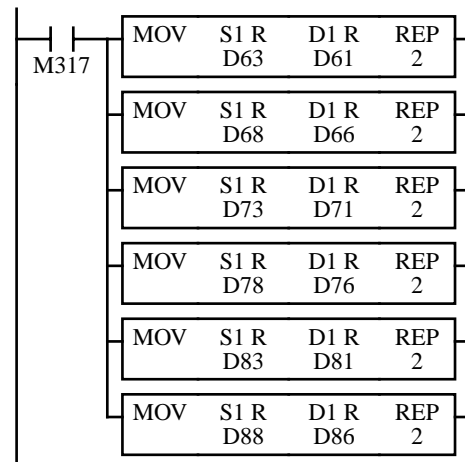 MOV S1 R D1 R REP
M317 D63 D61 2
MOV S1 R D1 R REP
D68 D66 2
MOV S1 R D1 R REP
D73 D71 2
MOV S1 R D1 R REP
D78 D76 2
MOV S1 R D1 R REP
D83 D81 2
MOV S1 R D1 R REP
D88 D86 2